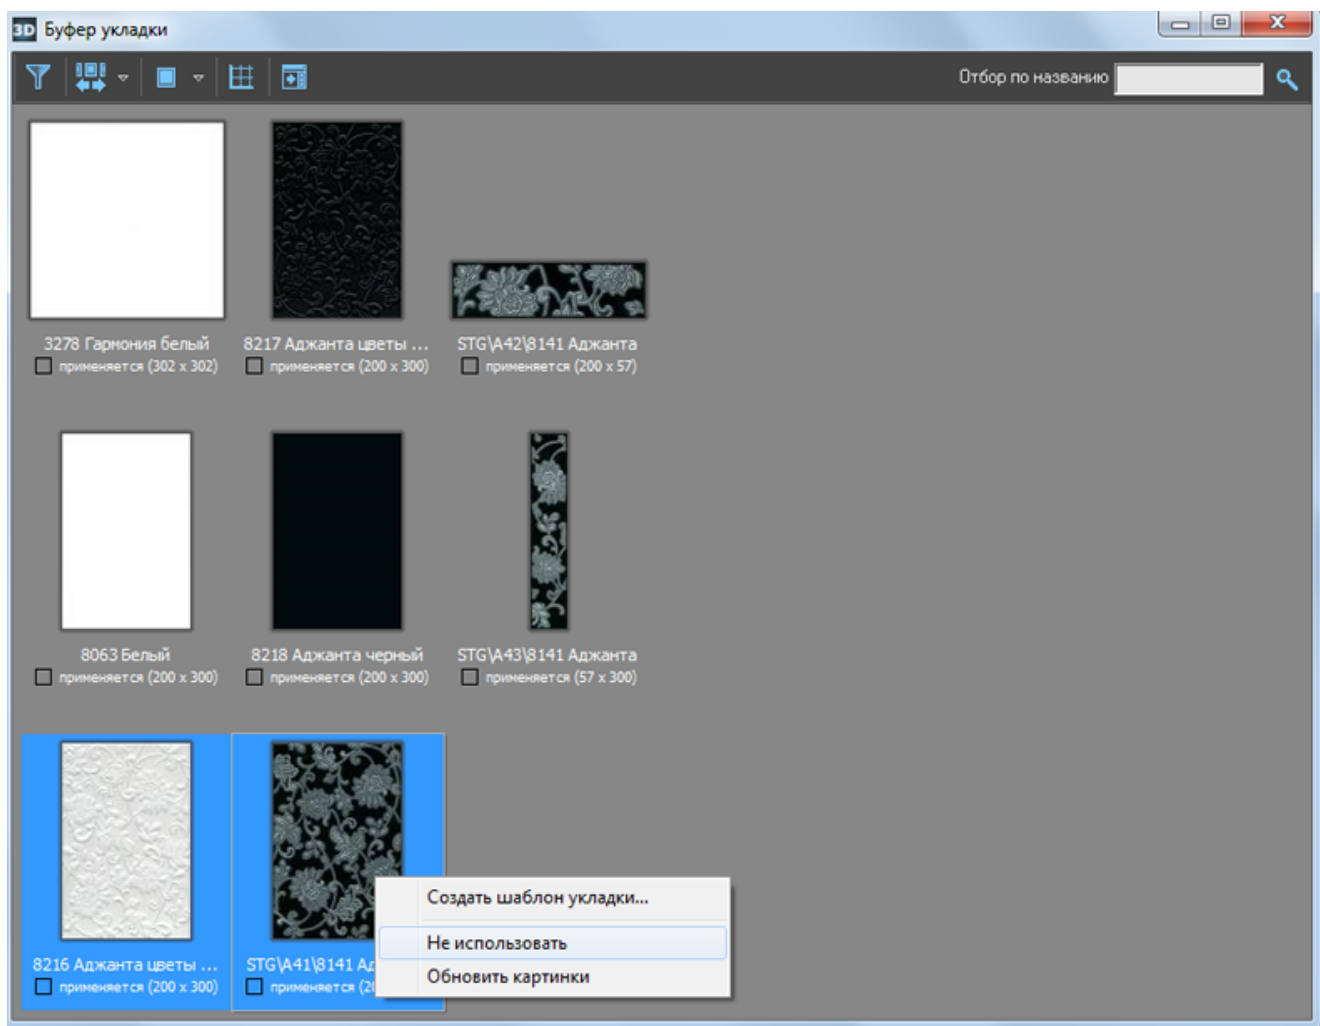 3D Буфер укладки
Отбор по названию
3278 Гармония белый
применяется (302 x 302)
8217 Аджанта цветы ...
применяется (200 x 300)
STG\A42\8141 Аджанта
применяется (200 x 57)
8063 Белый
применяется (200 x 300)
8218 Аджанта черный
применяется (200 x 300)
STG\A43\8141 Аджанта
применяется (57 x 300)
8216 Аджанта цветы ...
применяется (200 x 300)
STG\A41\8141 А
применяется (2
Создать шаблон укладки...
Не использовать
Обновить картинки